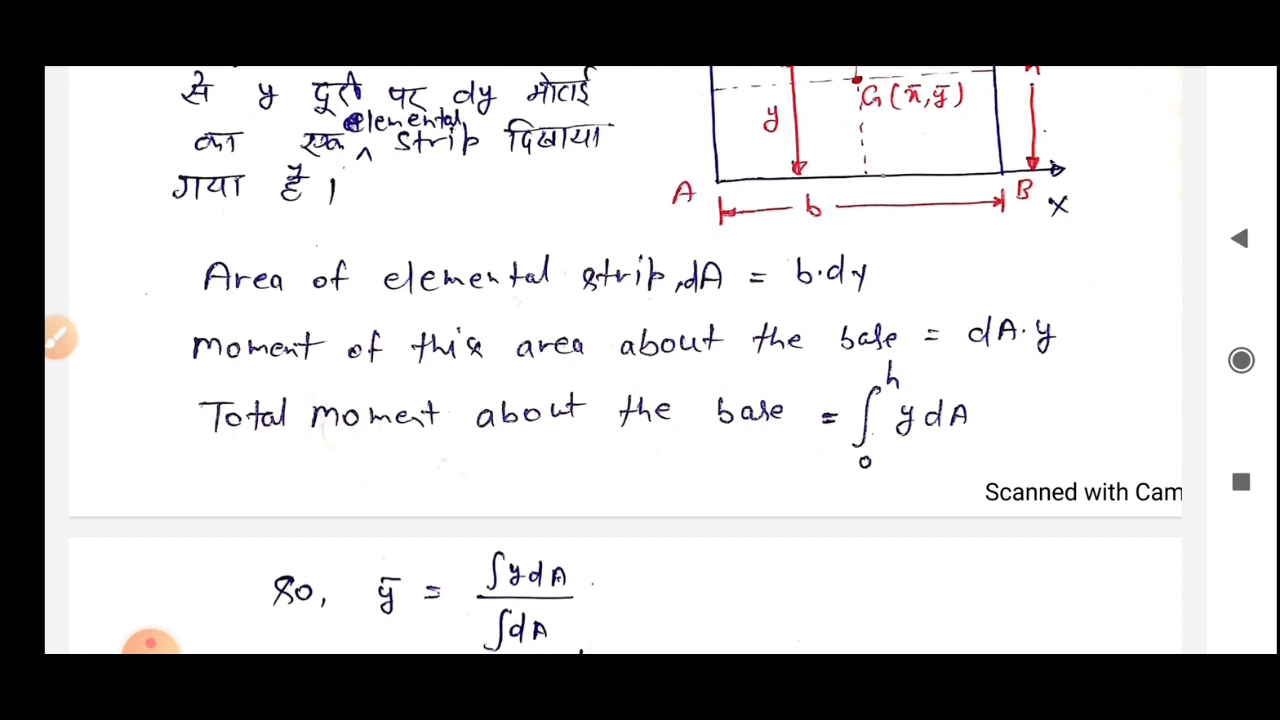 से y दूरी पर dy मोटाई
का एक elemental strip दिखाया
गया है ।
y
G(x̄,ȳ)
A
b
B
X
Area of elemental strip, dA = b·dy
Moment of this area about the base = dA·y
Total Moment about the base = ∫₀ʰ y dA
Scanned with Cam
So, ȳ = ∫ydA / ∫dA